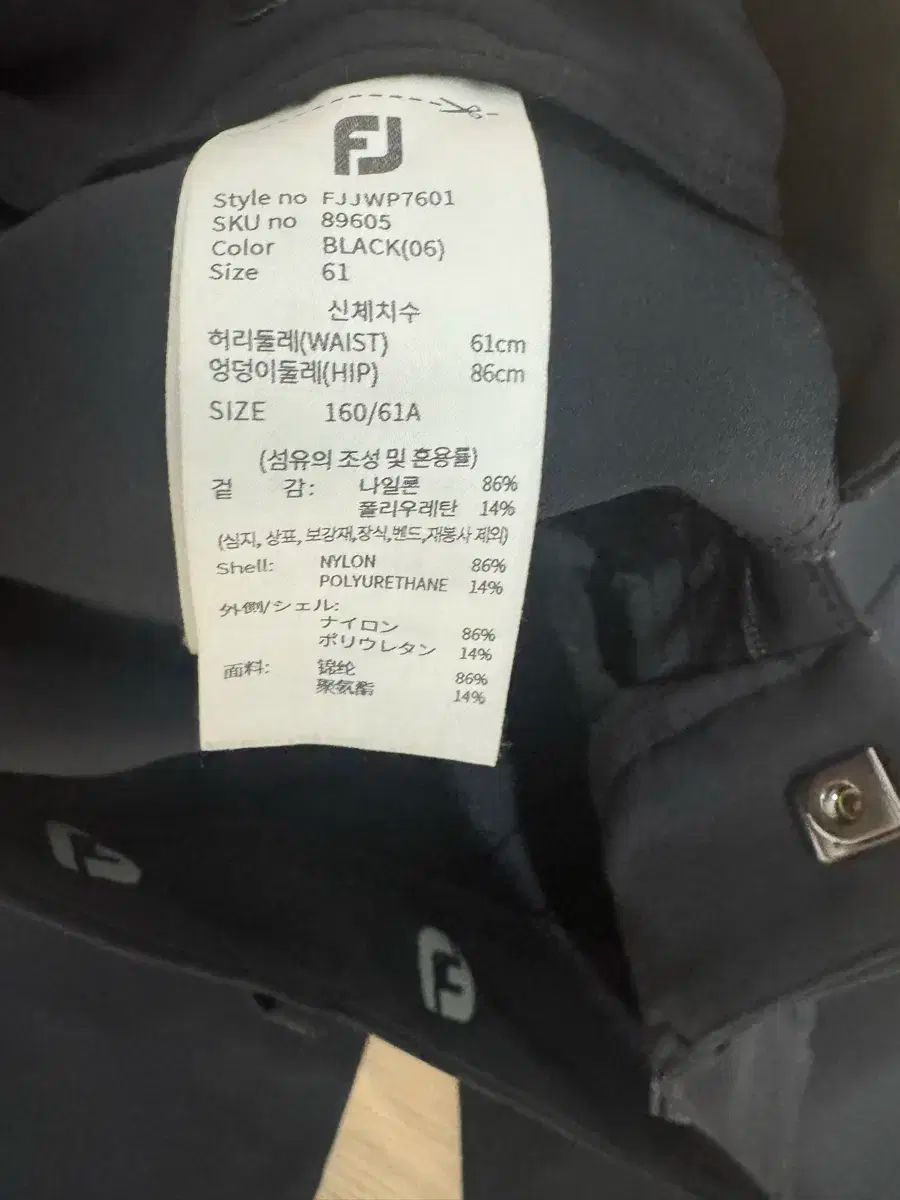 FJ
Style no FJJWP7601
SKU no 89605
Color BLACK(06)
Size 61
신체치수
허리둘레(WAIST) 61cm
엉덩이둘레(HIP) 86cm
SIZE 160/61A
(섬유의 조성 및 혼용률)
겉 감: 나일론 86%
폴리우레탄 14%
(심지, 상표, 보강재,장식,벤드,재봉사 제외)
Shell: NYLON 86%
POLYURETHANE 14%
外側/シェル:
ナイロン 86%
ポリウレタン 14%
面料: 锦纶 86%
聚氨酯 14%
FJ
FJ